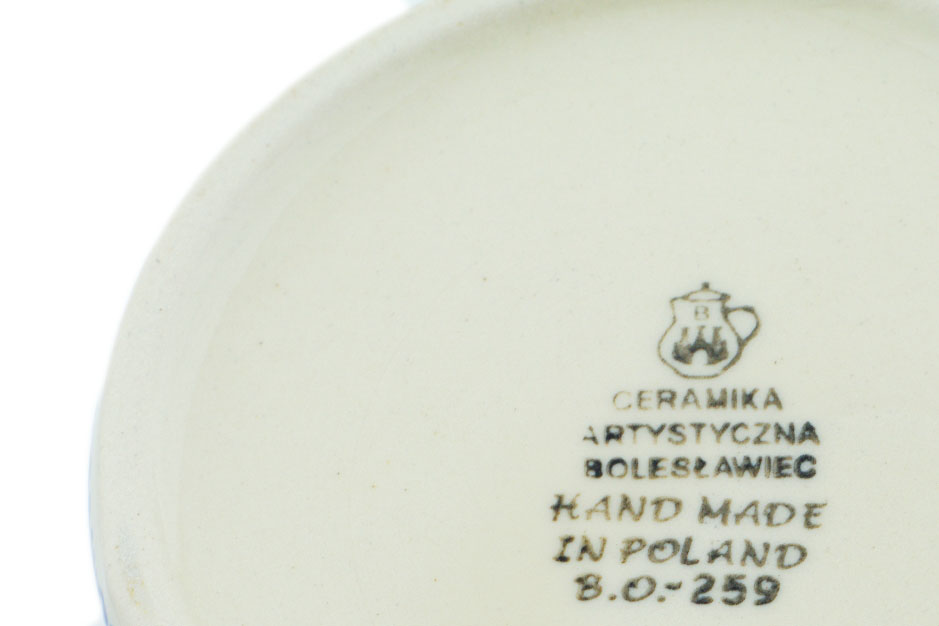 B
CERAMIKA
ARTYSTYCZNA
BOLESŁAWIEC
HAND MADE
IN POLAND
B.O.-259